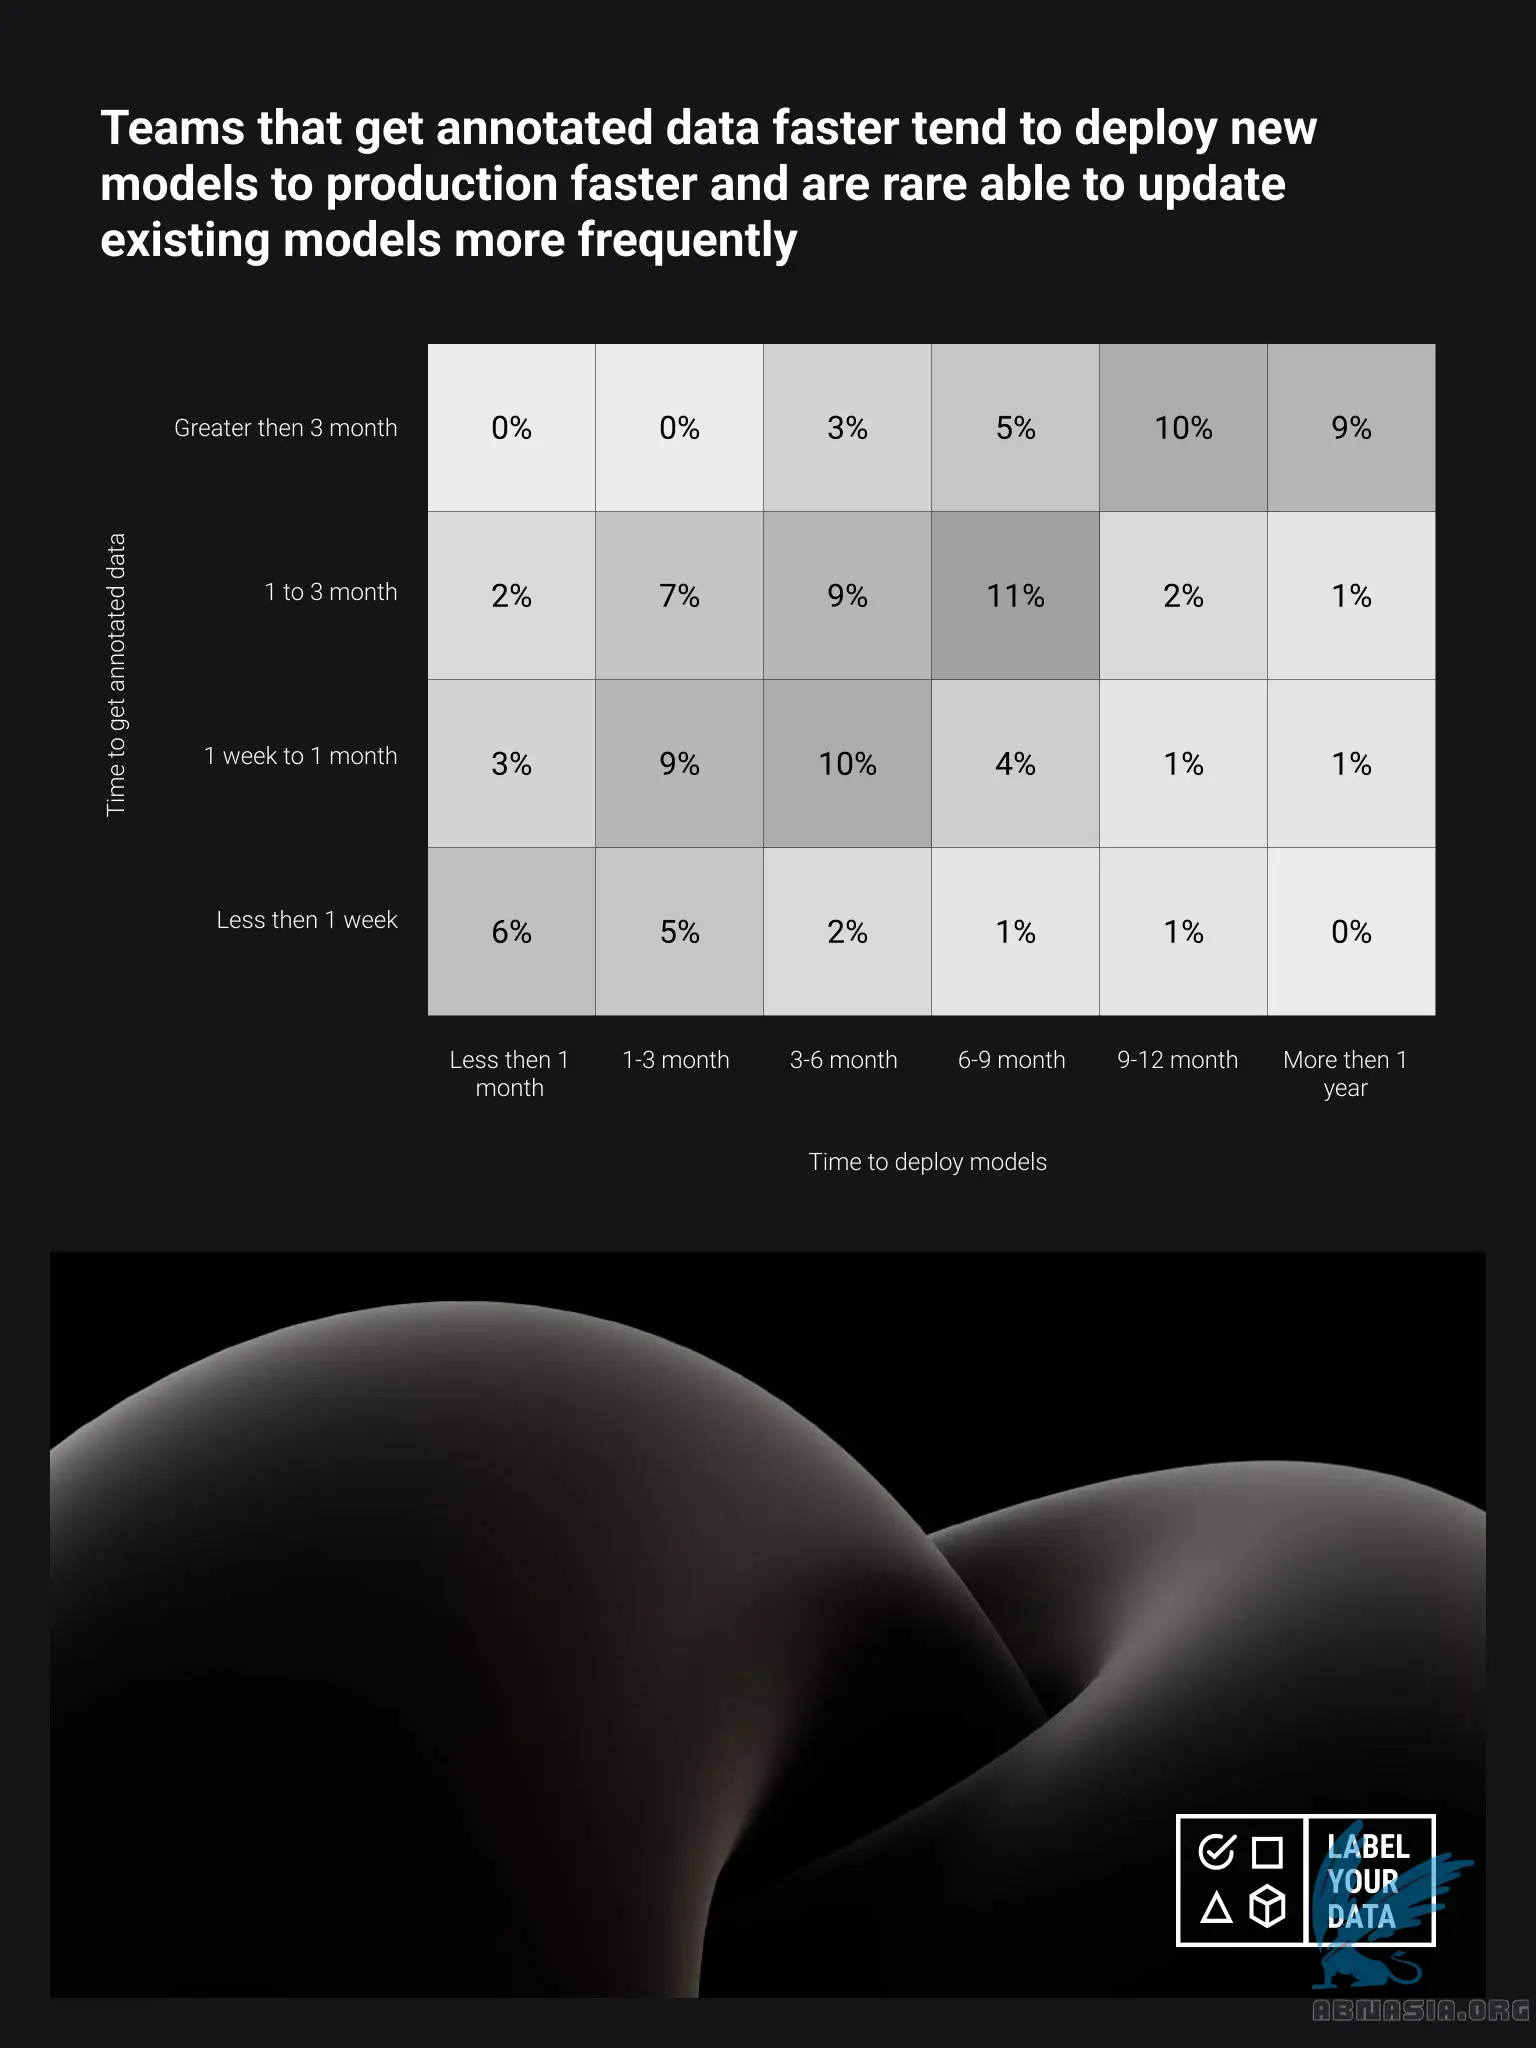 Teams that get annotated data faster tend to deploy new
models to production faster and are rare able to update
existing models more frequently
Time to get annotated data
Greater then 3 month
0% 0% 3% 5% 10% 9%
1 to 3 month
2% 7% 9% 11% 2% 1%
1 week to 1 month
3% 9% 10% 4% 1% 1%
Less then 1 week
6% 5% 2% 1% 1% 0%
Less then 1
month
1-3 month
3-6 month
6-9 month
9-12 month
More then 1
year
Time to deploy models
LABEL
YOUR
DATA
ABNASIA.ORG